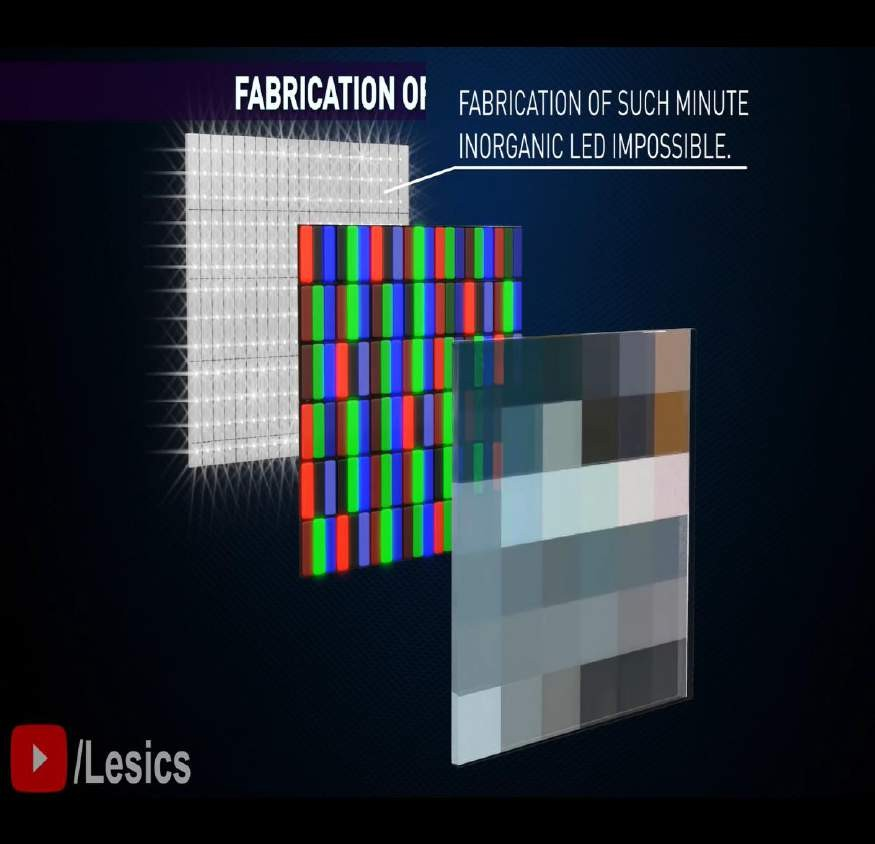 FABRICATION OF
FABRICATION OF SUCH MINUTE
INORGANIC LED IMPOSSIBLE.
/Lesics